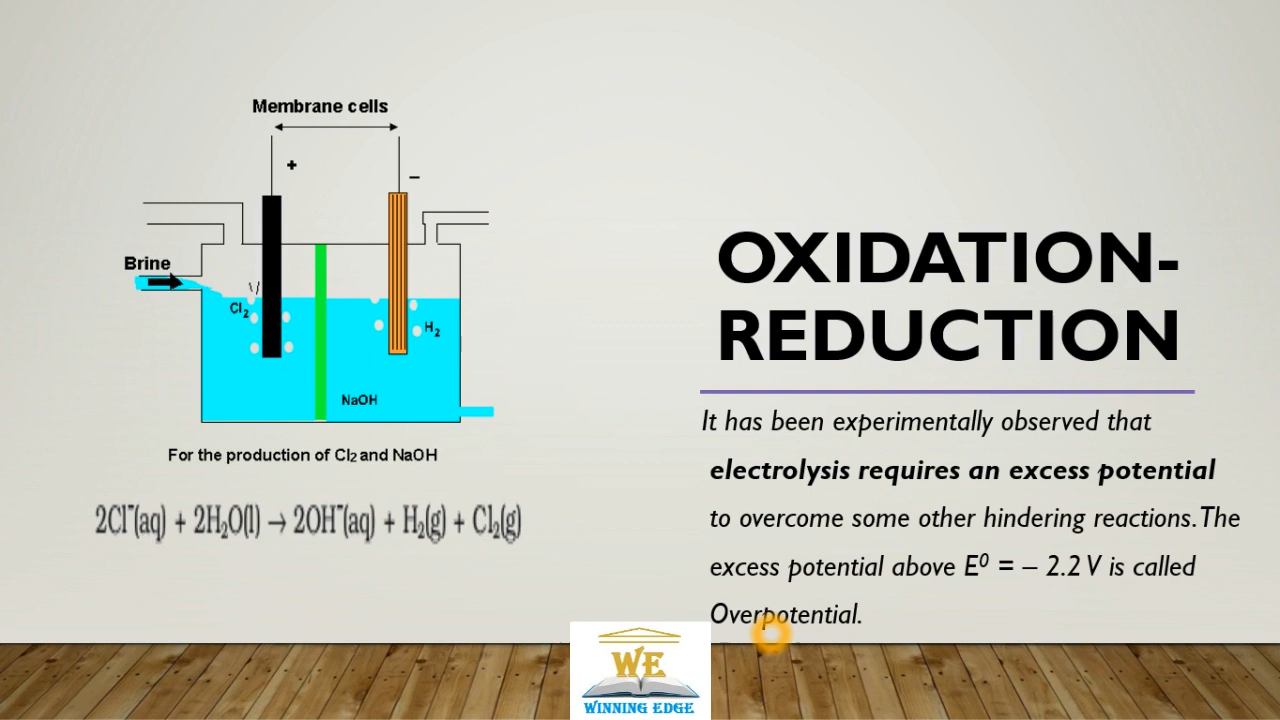 Membrane cells
+
–
Brine
Cl₂
H₂
NaOH
For the production of Cl₂ and NaOH
2Cl⁻(aq) + 2H₂O(l) → 2OH⁻(aq) + H₂(g) + Cl₂(g)
OXIDATION-
REDUCTION
It has been experimentally observed that
electrolysis requires an excess potential
to overcome some other hindering reactions. The
excess potential above E⁰ = – 2.2 V is called
Overpotential.
WE
WINNING EDGE